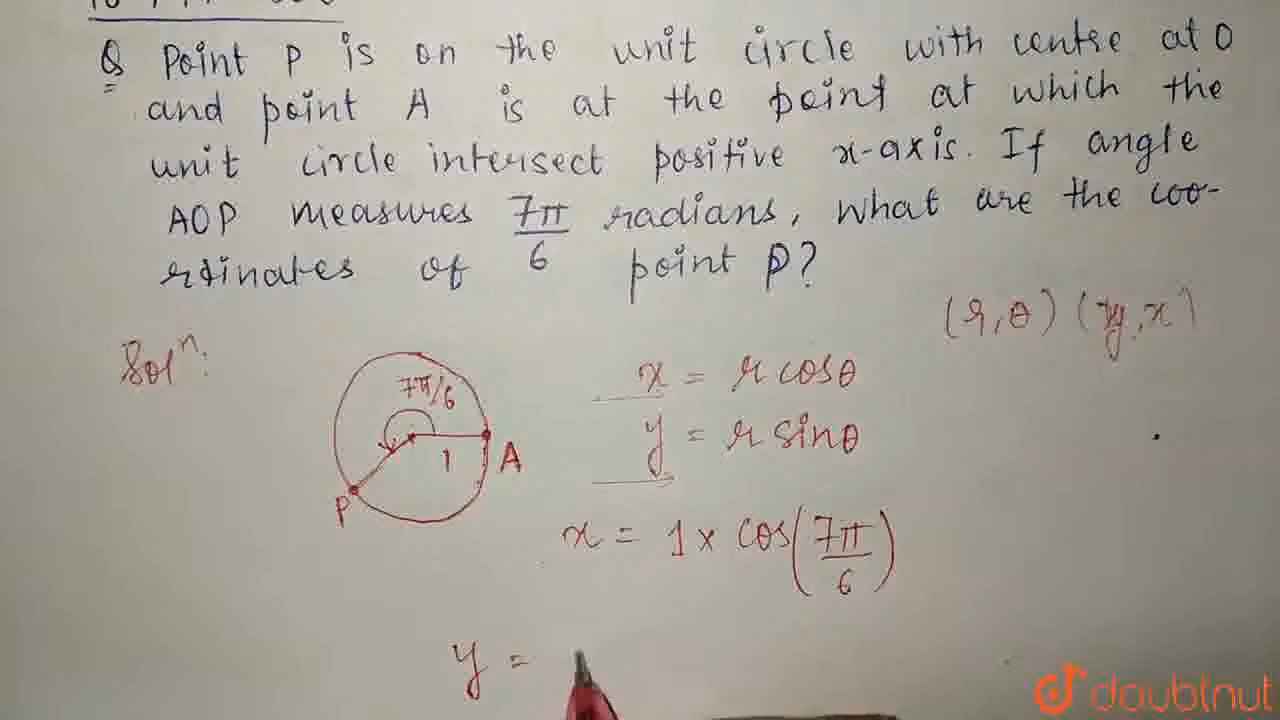 Q Point P is on the unit circle with centre at O
and point A is at the point at which the
unit circle intersect positive x-axis. If angle
AOP measures 7π/6 radians, what are the coo-
rdinates of point P?
(r, θ) (y, x)
Solⁿ:
7π/6
1
A
P
x = r cosθ
y = r sinθ
x = 1 × cos(7π/6)
y =
doubtnut